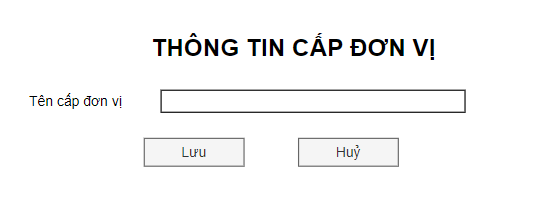 THÔNG TIN CẤP ĐƠN VỊ
Tên cấp đơn vị
Lưu Huỷ